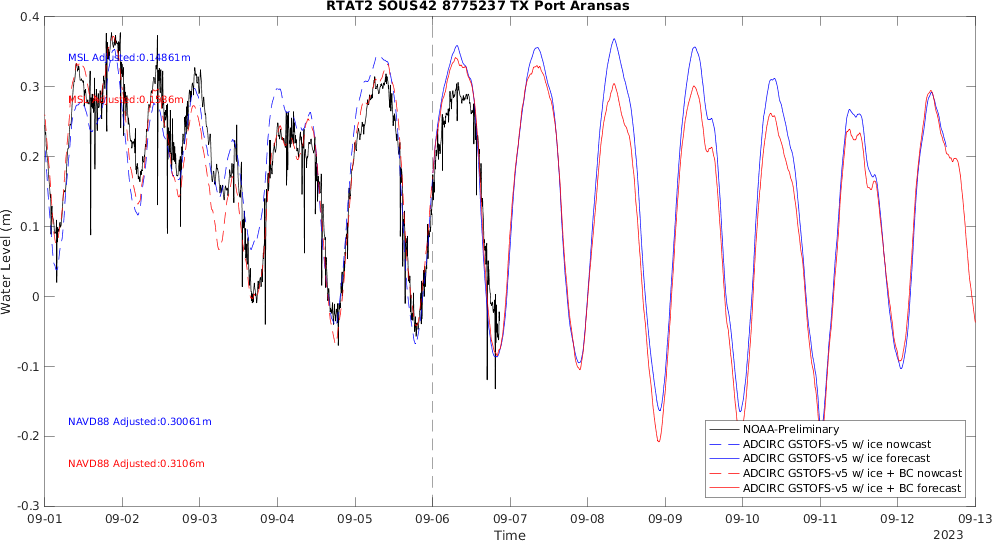 RTAT2 SOUS42 8775237 TX Port Aransas
Water Level (m)
0.4
0.3
0.2
0.1
0
-0.1
-0.2
-0.3
MSL Adjusted:0.14861m
NAVD88 Adjusted:0.30061m
NAVD88 Adjusted:0.3106m
NOAA-Preliminary
ADCIRC GSTOFS-v5 w/ ice nowcast
ADCIRC GSTOFS-v5 w/ ice forecast
ADCIRC GSTOFS-v5 w/ ice + BC nowcast
ADCIRC GSTOFS-v5 w/ ice + BC forecast
09-01 09-02 09-03 09-04 09-05 09-06 09-07 09-08 09-09 09-10 09-11 09-12 09-13
Time
2023